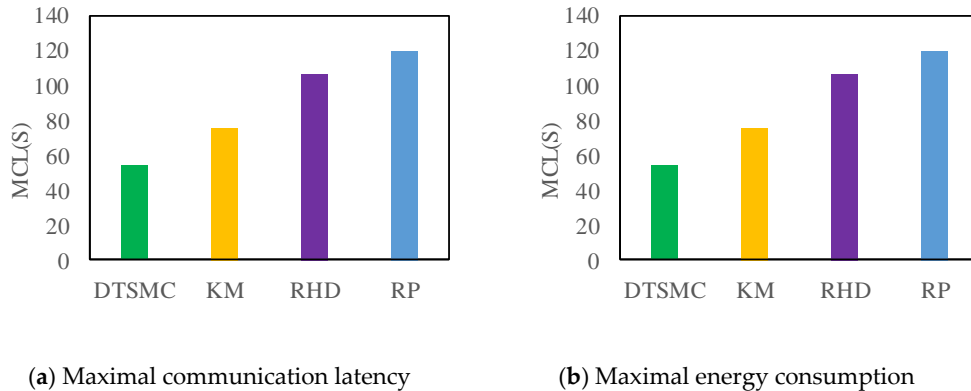 140
120
100
80
60
40
20
0
MCL(S)
DTSMC KM RHD RP
(a) Maximal communication latency
140
120
100
80
60
40
20
0
MCL(S)
DTSMC KM RHD RP
(b) Maximal energy consumption